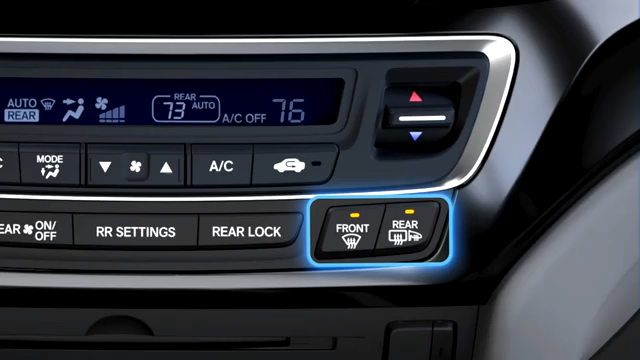 AUTO
REAR
REAR
73 AUTO
A/C OFF 76
MODE
A/C
ON/
OFF
RR SETTINGS
REAR LOCK
FRONT
REAR